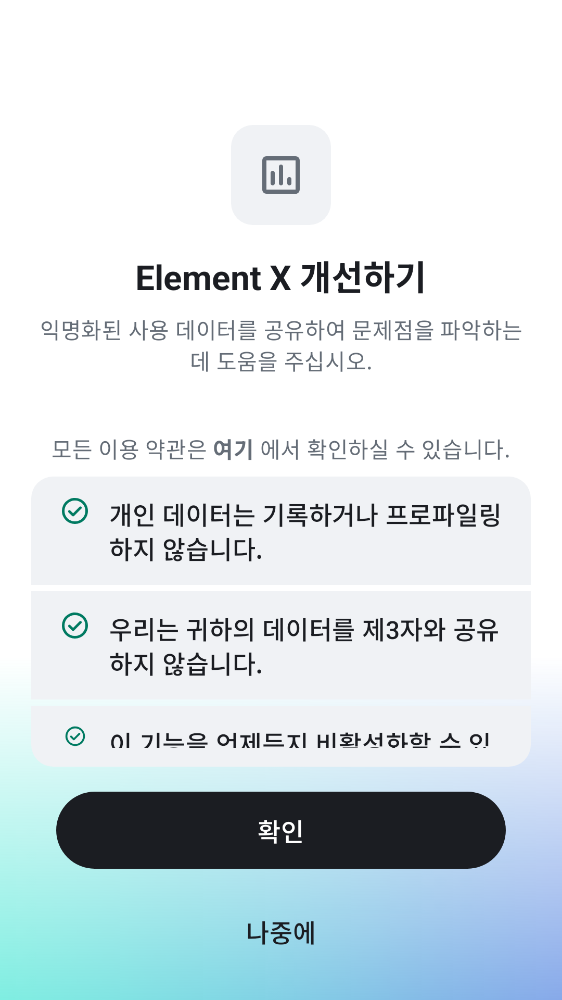 Element X 개선하기
익명화된 사용 데이터를 공유하여 문제점을 파악하는
데 도움을 주십시오.
모든 이용 약관은 여기 에서 확인하실 수 있습니다.
개인 데이터는 기록하거나 프로파일링
하지 않습니다.
우리는 귀하의 데이터를 제3자와 공유
하지 않습니다.
이 기능을 언제든지 비활성화할 수 있
확인
나중에